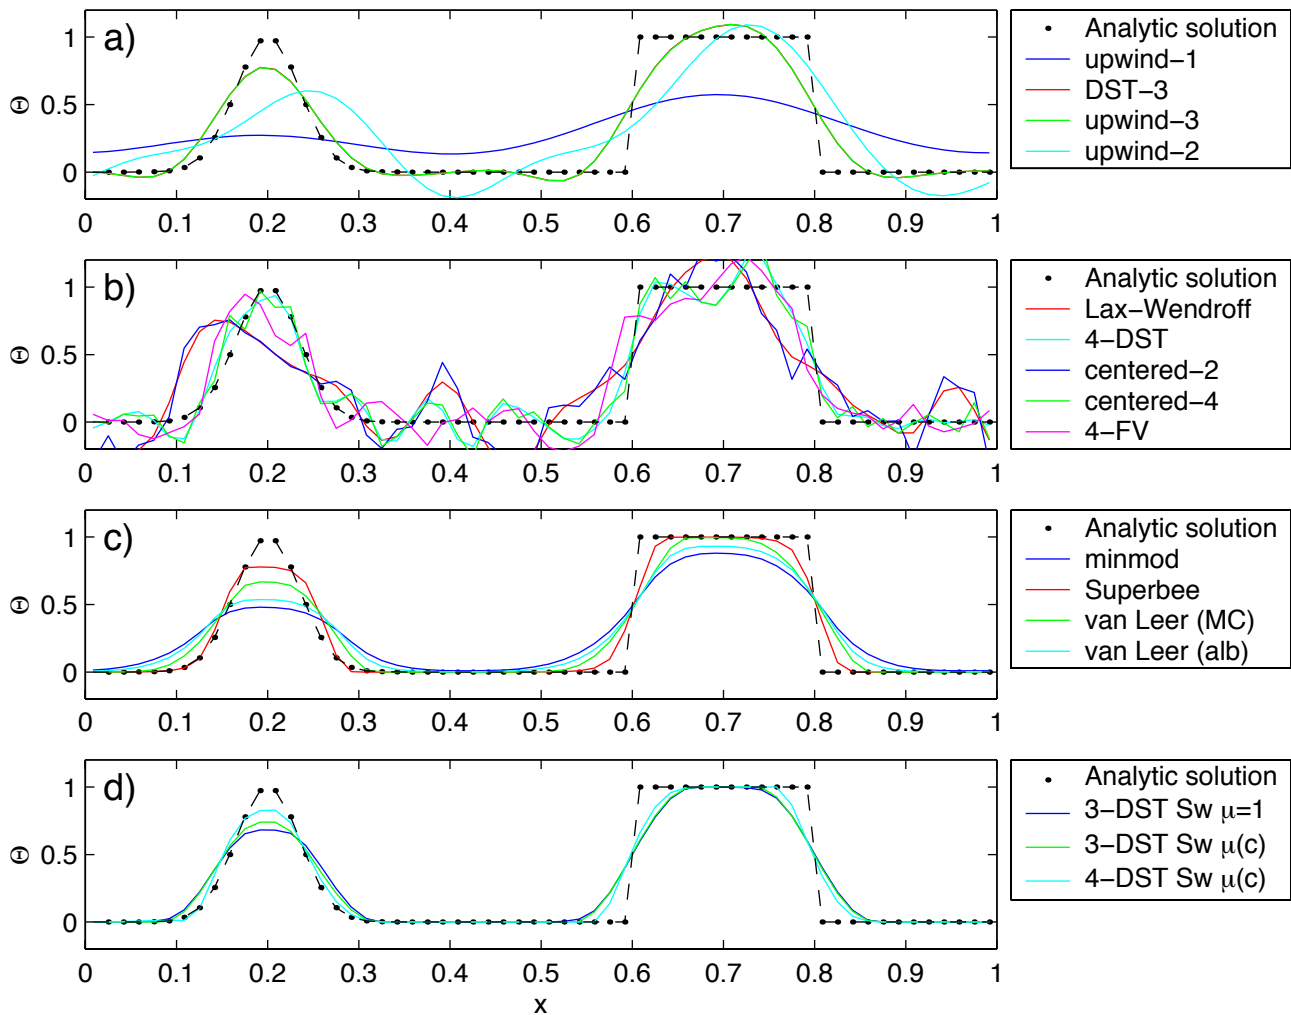 a)
Θ
1
0.5
0
0 0.1 0.2 0.3 0.4 0.5 0.6 0.7 0.8 0.9 1
Analytic solution
upwind−1
DST−3
upwind−3
upwind−2
b)
Θ
1
0.5
0
0 0.1 0.2 0.3 0.4 0.5 0.6 0.7 0.8 0.9 1
Analytic solution
Lax−Wendroff
4−DST
centered−2
centered−4
4−FV
c)
Θ
1
0.5
0
0 0.1 0.2 0.3 0.4 0.5 0.6 0.7 0.8 0.9 1
Analytic solution
minmod
Superbee
van Leer (MC)
van Leer (alb)
d)
Θ
1
0.5
0
0 0.1 0.2 0.3 0.4 0.5 0.6 0.7 0.8 0.9 1
x
Analytic solution
3−DST Sw μ=1
3−DST Sw μ(c)
4−DST Sw μ(c)